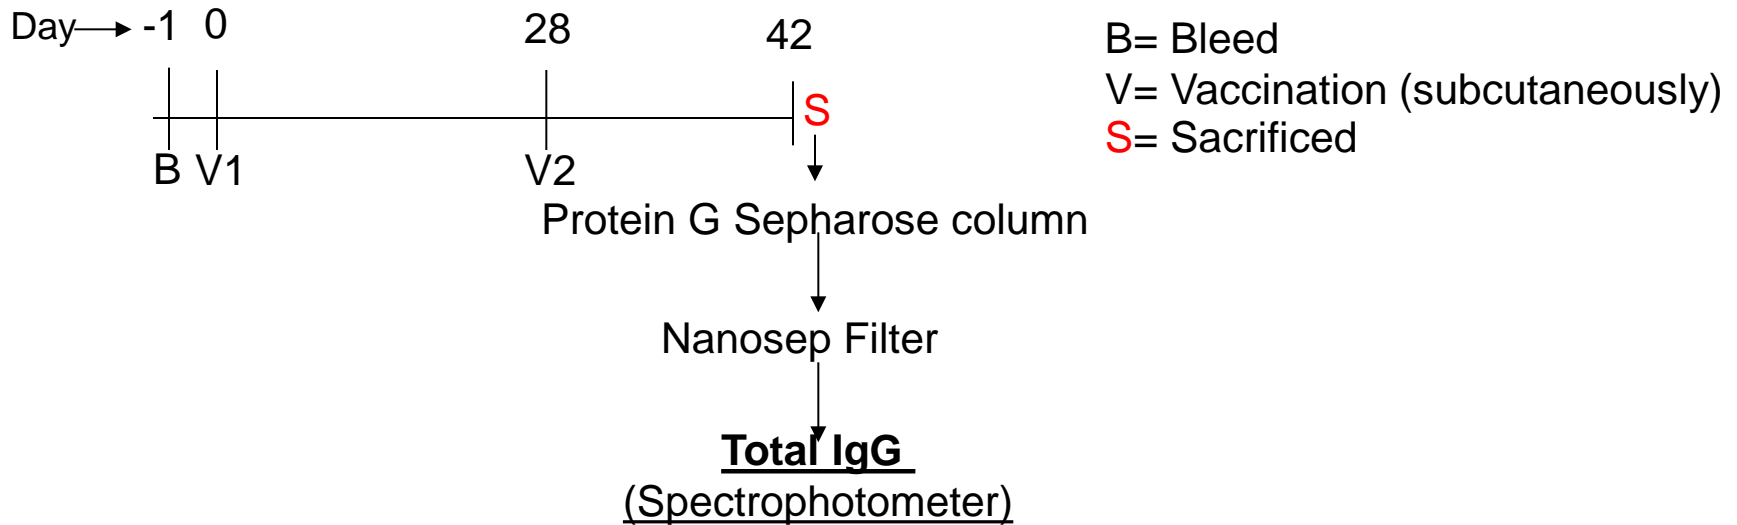 Day -1 0 28 42
B V1 V2 S
B= Bleed
V= Vaccination (subcutaneously)
S= Sacrificed
Protein G Sepharose column
Nanosep Filter
Total IgG
(Spectrophotometer)